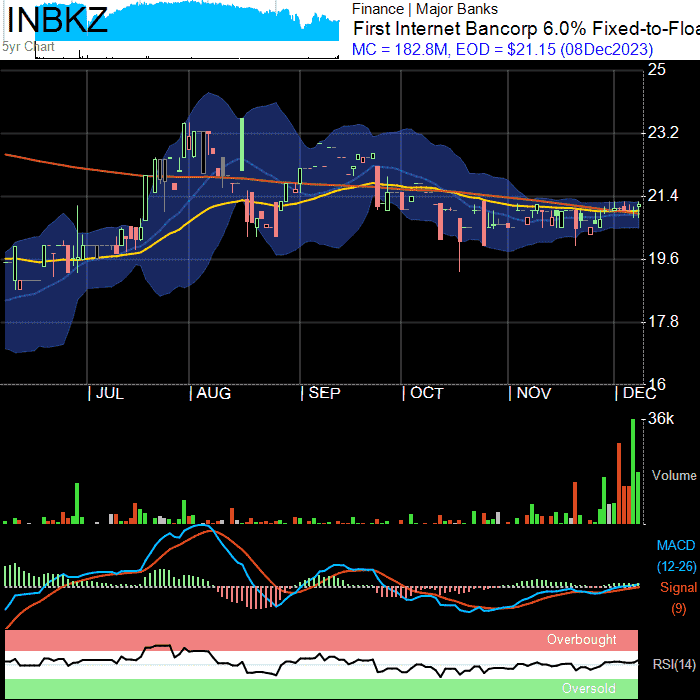 INBKZ
5yr Chart
Finance | Major Banks
First Internet Bancorp 6.0% Fixed-to-Floa
MC = 182.8M, EOD = $21.15 (08Dec2023)
25
23.2
21.4
19.6
17.8
16
JUL AUG SEP OCT NOV DEC
36k
Volume
MACD
(12-26)
Signal
(9)
Overbought
RSI(14)
Oversold